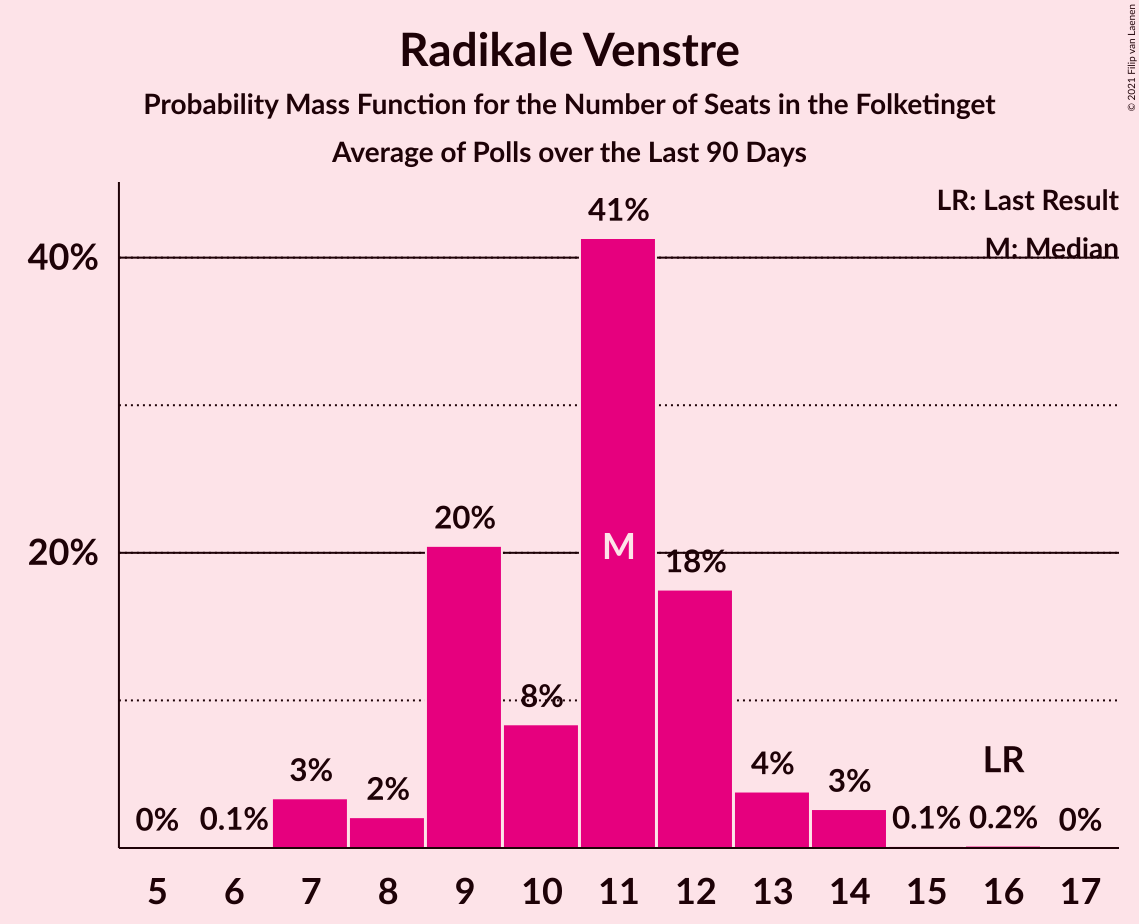 Radikale Venstre
Probability Mass Function for the Number of Seats in the Folketinget
Average of Polls over the Last 90 Days
© 2021 Filip van Laenen
LR: Last Result
M: Median
40%
20%
0%
0.1%
3%
2%
20%
8%
41%
M
18%
4%
3%
0.1%
LR
0.2%
0%
5 6 7 8 9 10 11 12 13 14 15 16 17